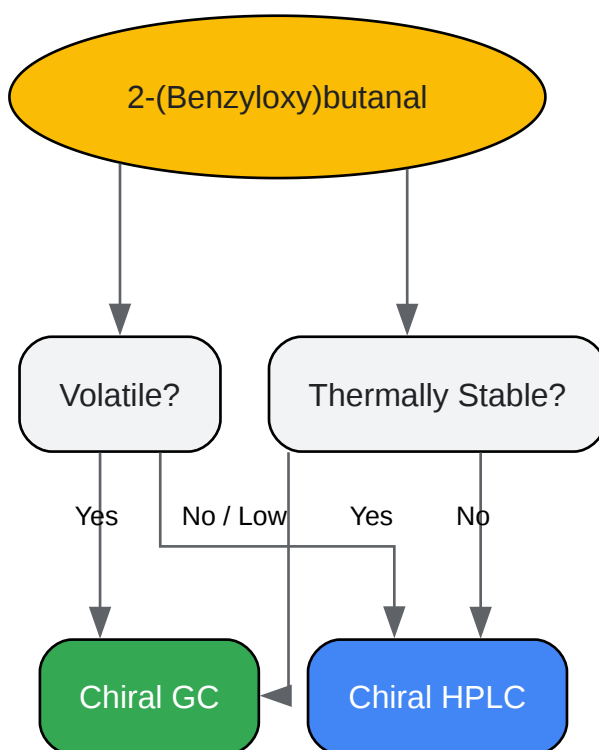 2-(Benzyloxy)butanal
Volatile?
Thermally Stable?
Yes
No / Low
Yes
No
Chiral GC
Chiral HPLC